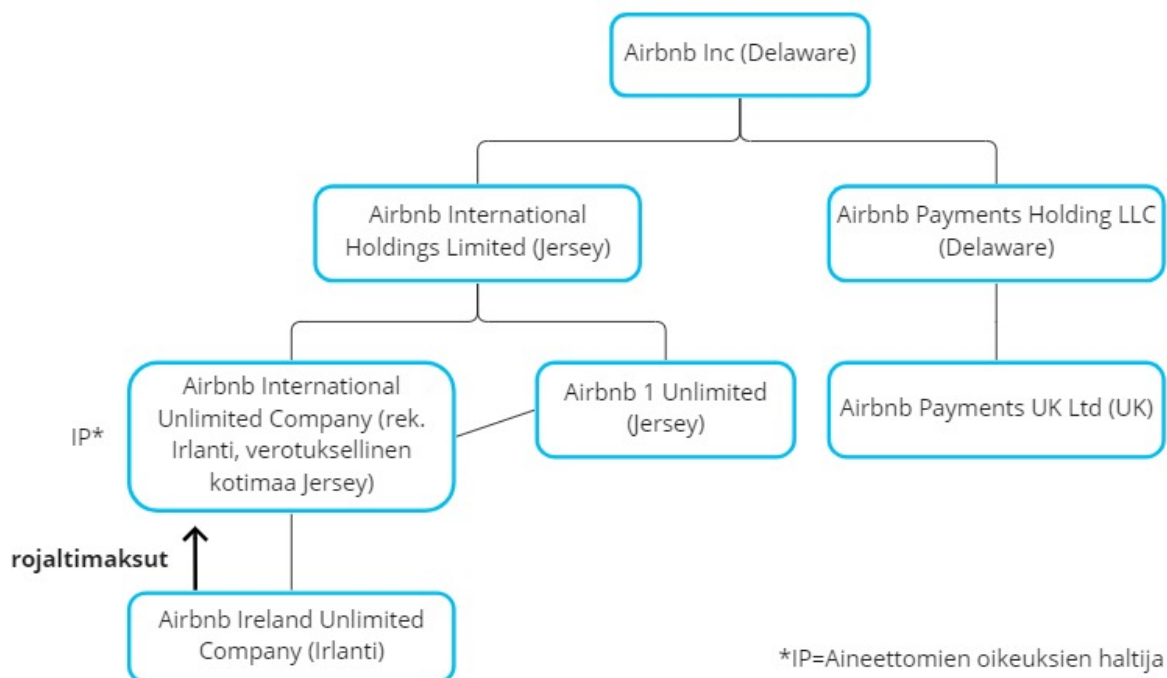 Airbnb Inc (Delaware)
Airbnb International
Holdings Limited (Jersey)
Airbnb Payments Holding LLC
(Delaware)
Airbnb International
Unlimited Company (rek.
Irlanti, verotuksellinen
kotimaa Jersey)
IP*
Airbnb 1 Unlimited
(Jersey)
Airbnb Payments UK Ltd (UK)
rojaltimaksut
Airbnb Ireland Unlimited
Company (Irlanti)
*IP=Aineettomien oikeuksien haltija